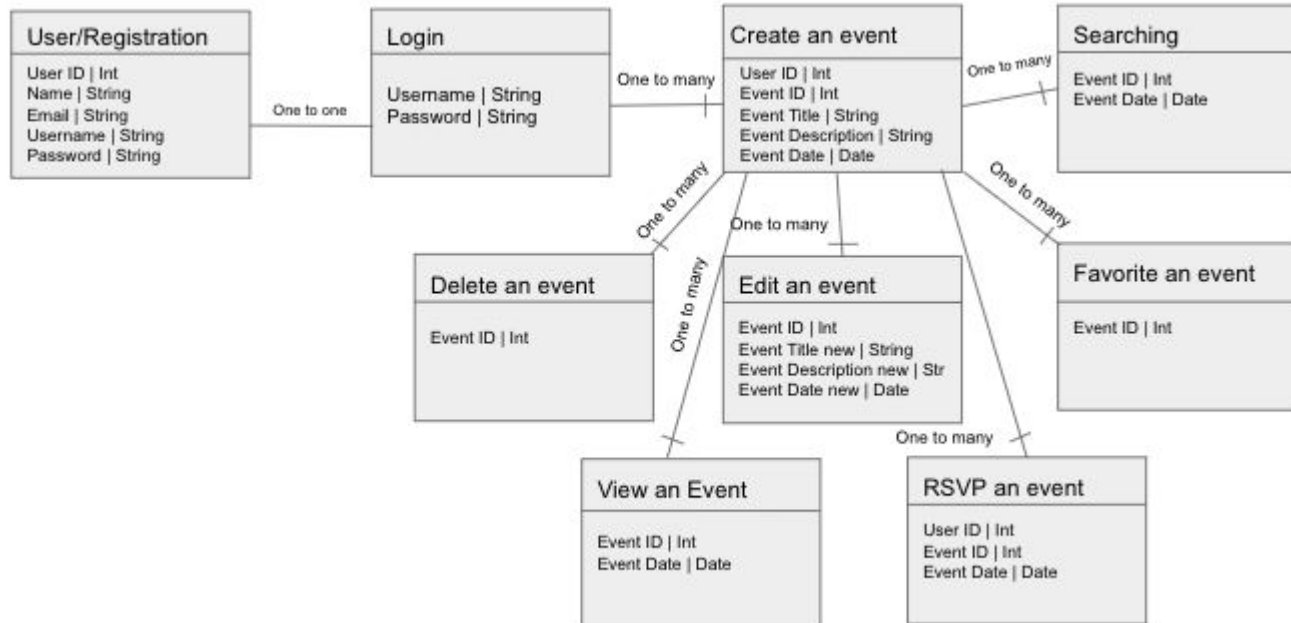 User/Registration
User ID | Int
Name | String
Email | String
Username | String
Password | String
One to one
Login
Username | String
Password | String
One to many
Create an event
User ID | Int
Event ID | Int
Event Title | String
Event Description | String
Event Date | Date
One to many
Searching
Event ID | Int
Event Date | Date
One to many
One to many
One to many
One to many
Delete an event
Event ID | Int
Edit an event
Event ID | Int
Event Title new | String
Event Description new | Str
Event Date new | Date
Favorite an event
Event ID | Int
One to many
View an Event
Event ID | Int
Event Date | Date
RSVP an event
User ID | Int
Event ID | Int
Event Date | Date